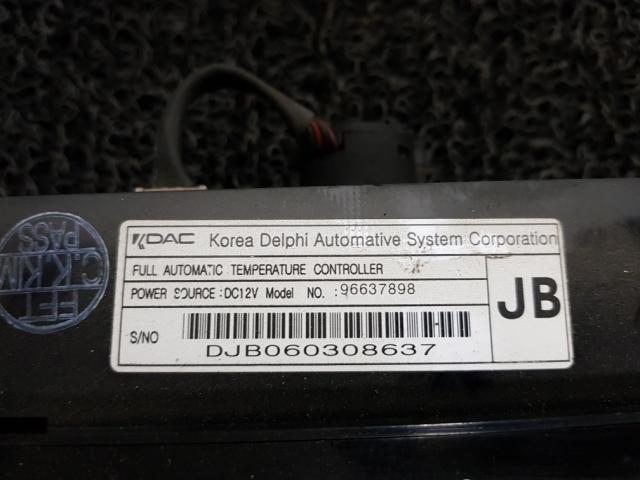 KDAC Korea Delphi Automative System Corporation
FULL AUTOMATIC TEMPERATURE CONTROLLER
POWER SOURCE : DC12V Model NO. : 96637898
JB
S/NO
DJB060308637
PASS
C.K.KIM